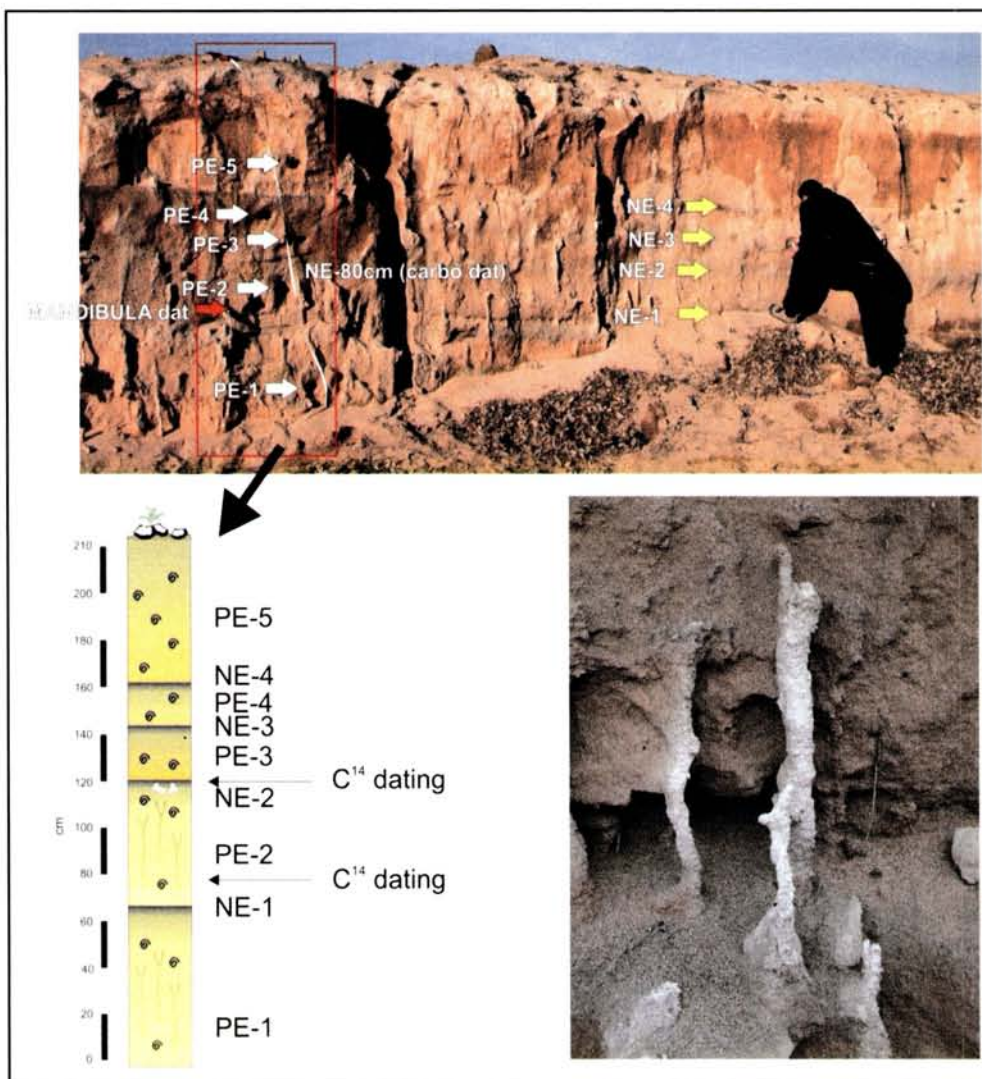 PE-5
PE-4
NE-4
PE-3
NE-3
NE-80cm (carbo dat)
NE-2
PE-2
MANDIBULA dat
NE-1
PE-1
210
200
PE-5
180
NE-4
160
PE-4
NE-3
140
PE-3
120
C¹⁴ dating
NE-2
cm
100
PE-2
80
C¹⁴ dating
NE-1
60
40
20
PE-1
0